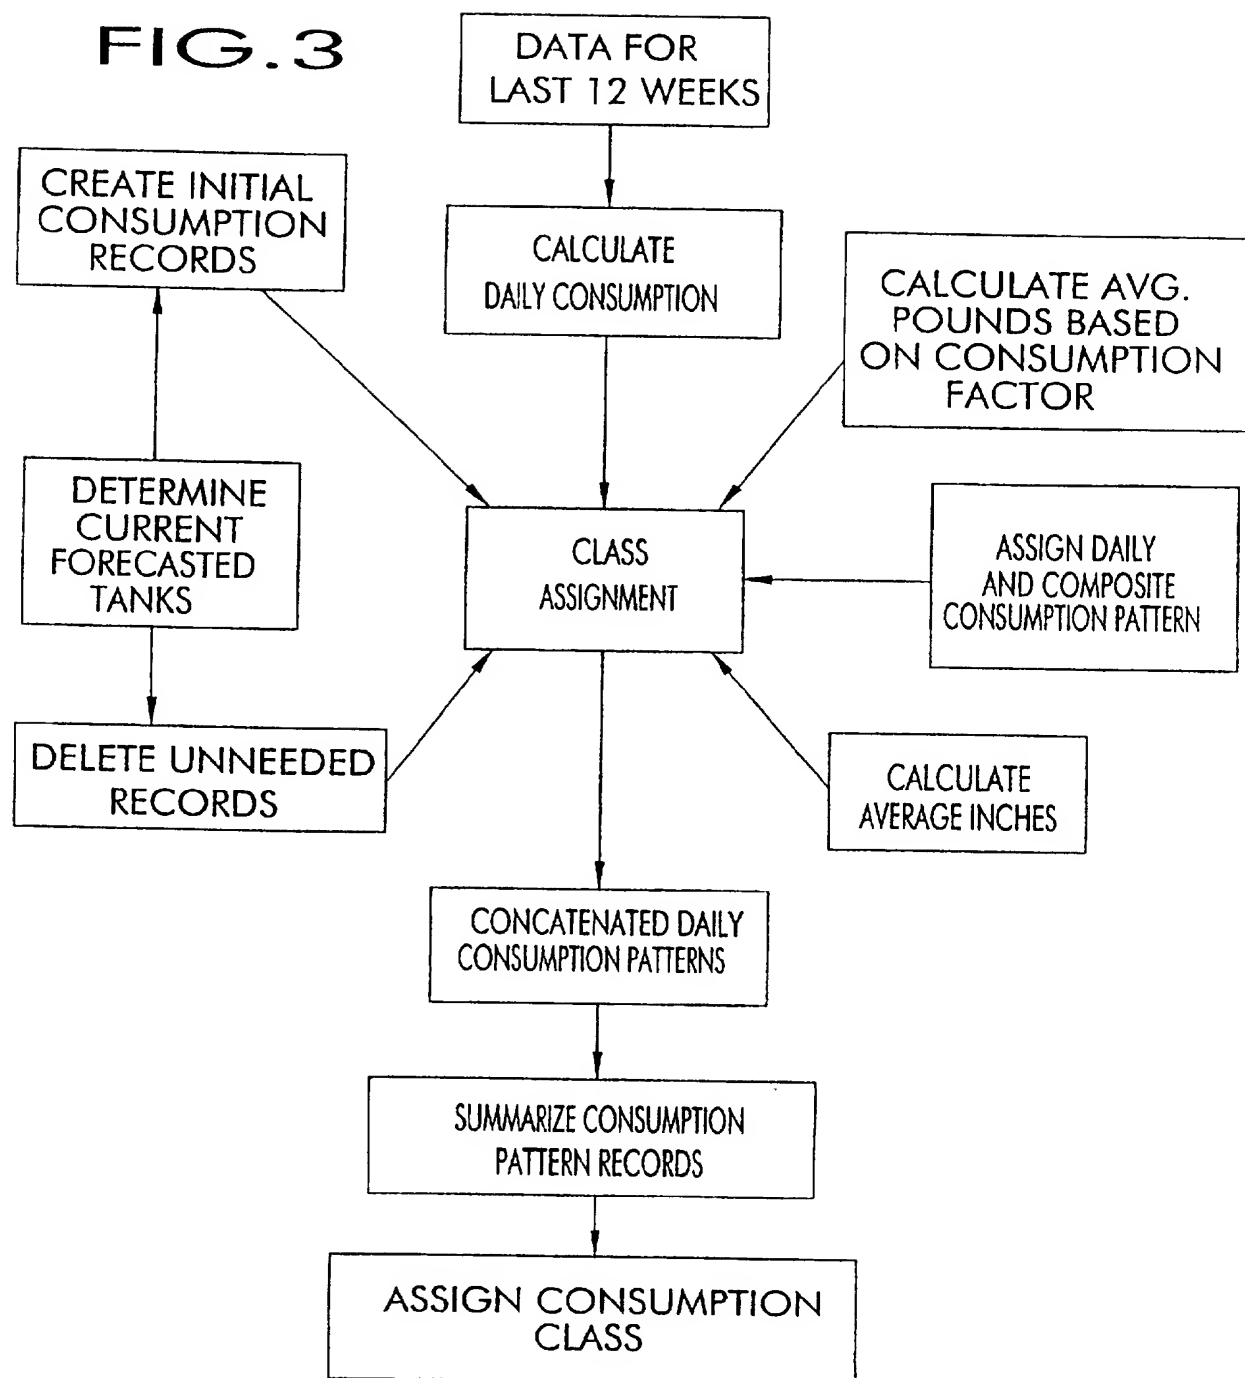 FIG.3
DATA FOR
LAST 12 WEEKS
CREATE INITIAL
CONSUMPTION
RECORDS
CALCULATE
DAILY CONSUMPTION
CALCULATE AVG.
POUNDS BASED
ON CONSUMPTION
FACTOR
DETERMINE
CURRENT
FORECASTED
TANKS
CLASS
ASSIGNMENT
ASSIGN DAILY
AND COMPOSITE
CONSUMPTION PATTERN
DELETE UNNEEDED
RECORDS
CALCULATE
AVERAGE INCHES
CONCATENATED DAILY
CONSUMPTION PATTERNS
SUMMARIZE CONSUMPTION
PATTERN RECORDS
ASSIGN CONSUMPTION
CLASS